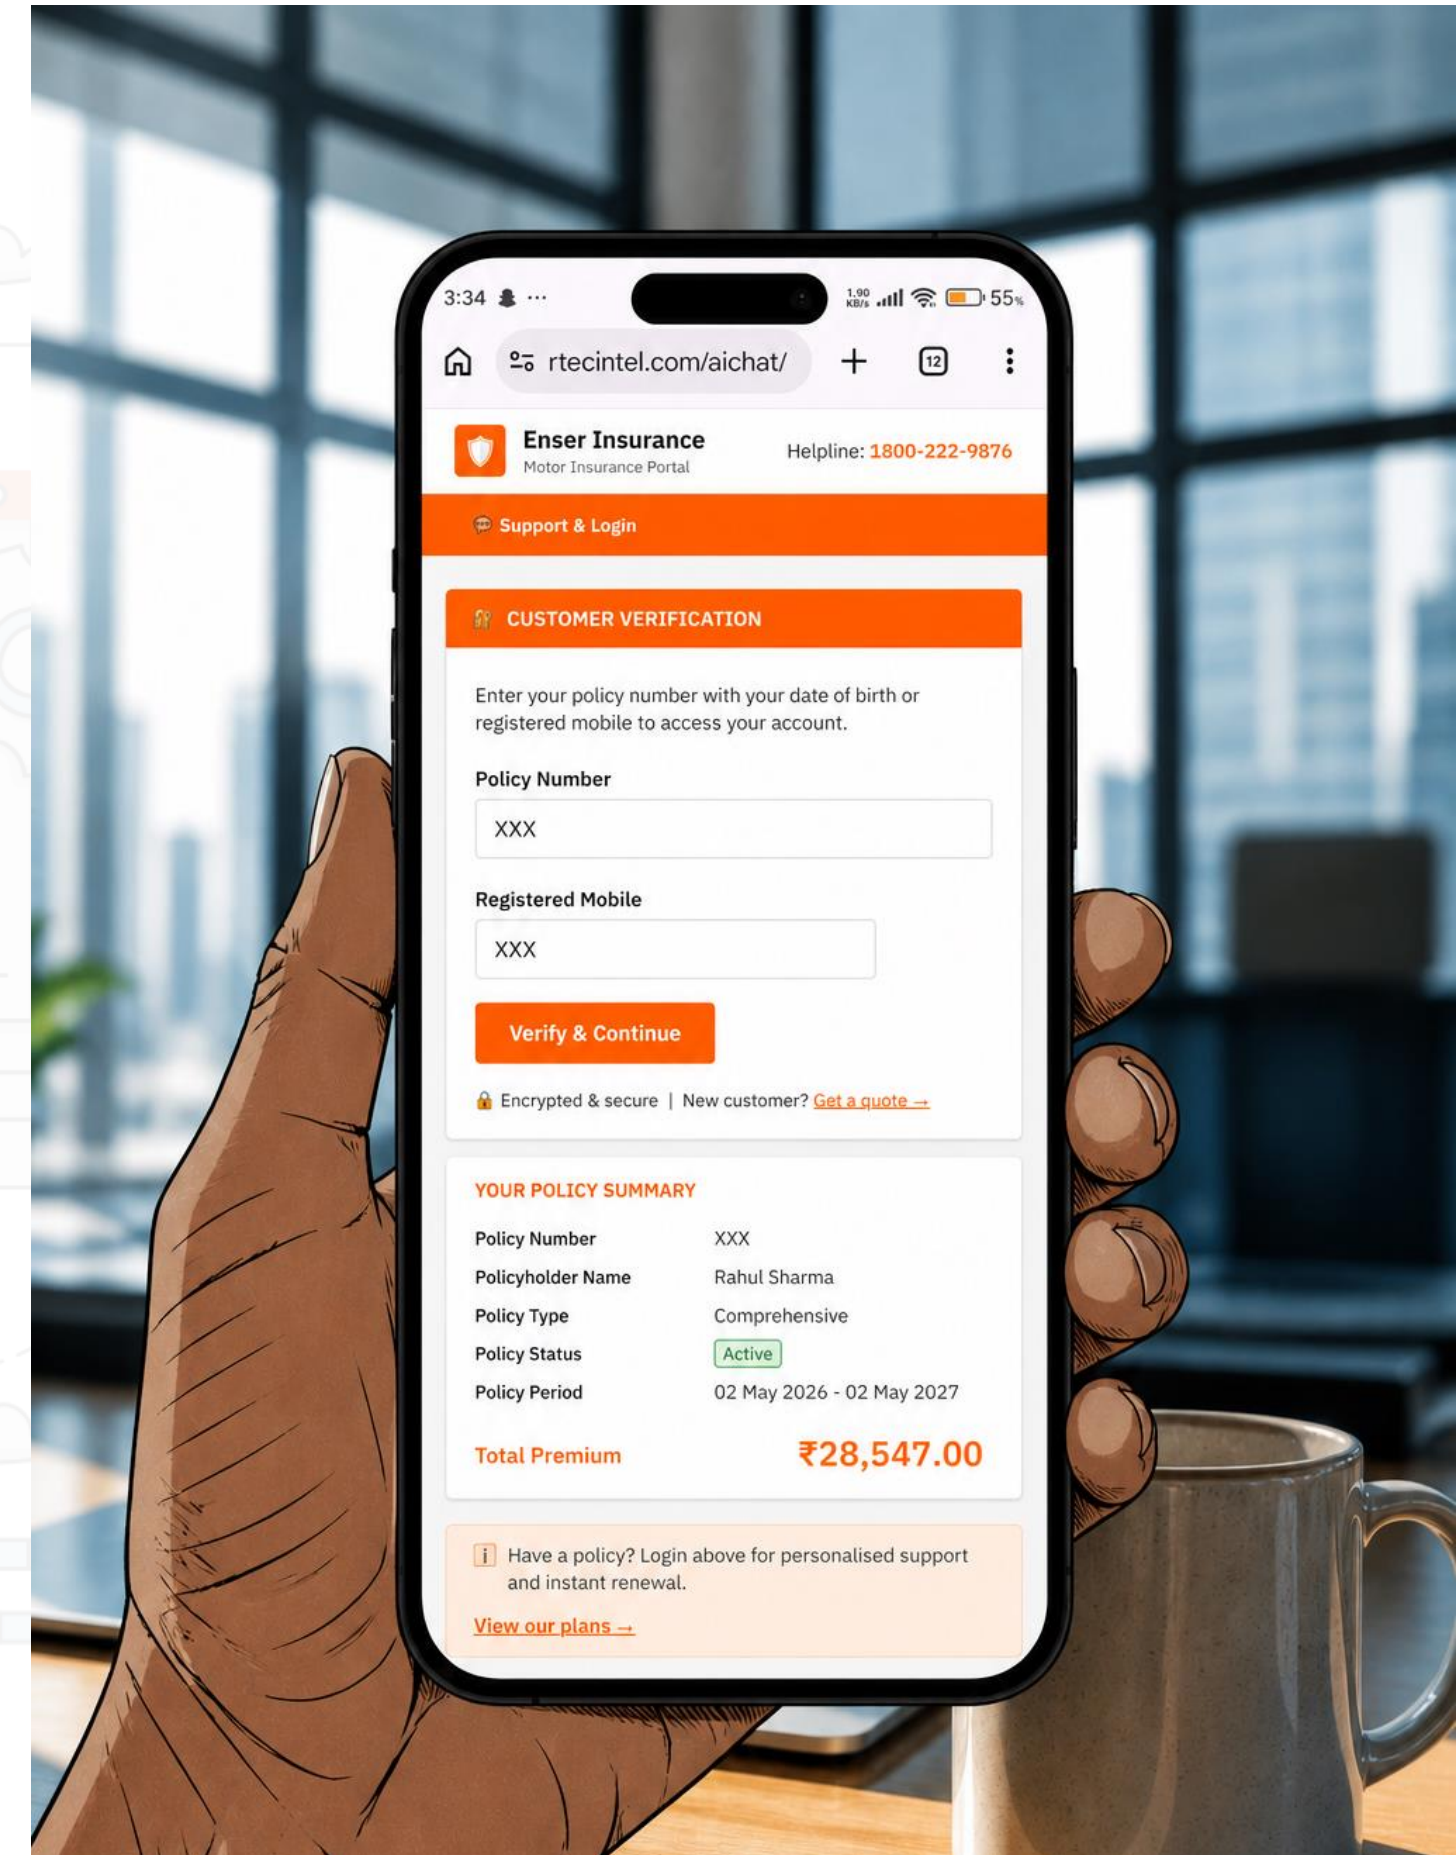 3:34 ...
1.90
KB/s
55%
rtecintel.com/aichat/
12
Enser Insurance
Motor Insurance Portal
Helpline: 1800-222-9876
Support & Login
CUSTOMER VERIFICATION
Enter your policy number with your date of birth or
registered mobile to access your account.
Policy Number
XXX
Registered Mobile
XXX
Verify & Continue
Encrypted & secure | New customer? Get a quote →
YOUR POLICY SUMMARY
Policy Number XXX
Policyholder Name Rahul Sharma
Policy Type Comprehensive
Policy Status Active
Policy Period 02 May 2026 - 02 May 2027
Total Premium ₹28,547.00
i Have a policy? Login above for personalised support
and instant renewal.
View our plans →